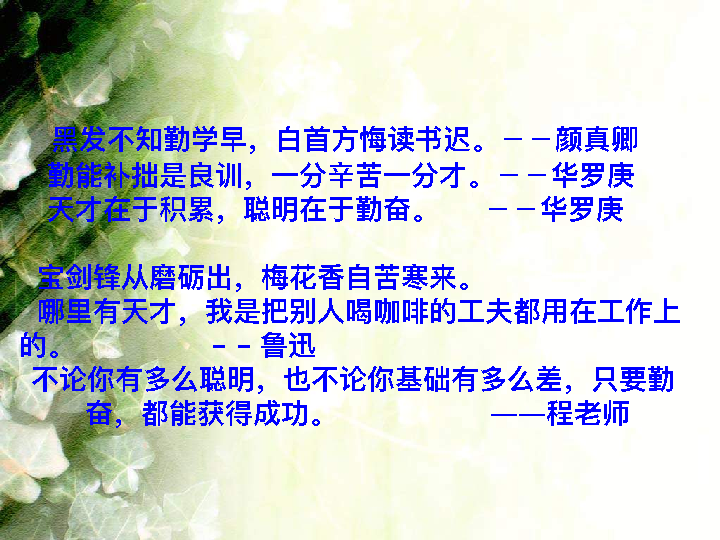 黑发不知勤学早，白首方悔读书迟。－－颜真卿
勤能补拙是良训，一分辛苦一分才。－－华罗庚
天才在于积累，聪明在于勤奋。　　－－华罗庚
宝剑锋从磨砺出，梅花香自苦寒来。
哪里有天才，我是把别人喝咖啡的工夫都用在工作上
的。　　　　　－－鲁迅
不论你有多么聪明，也不论你基础有多么差，只要勤
奋，都能获得成功。　　　　　——程老师